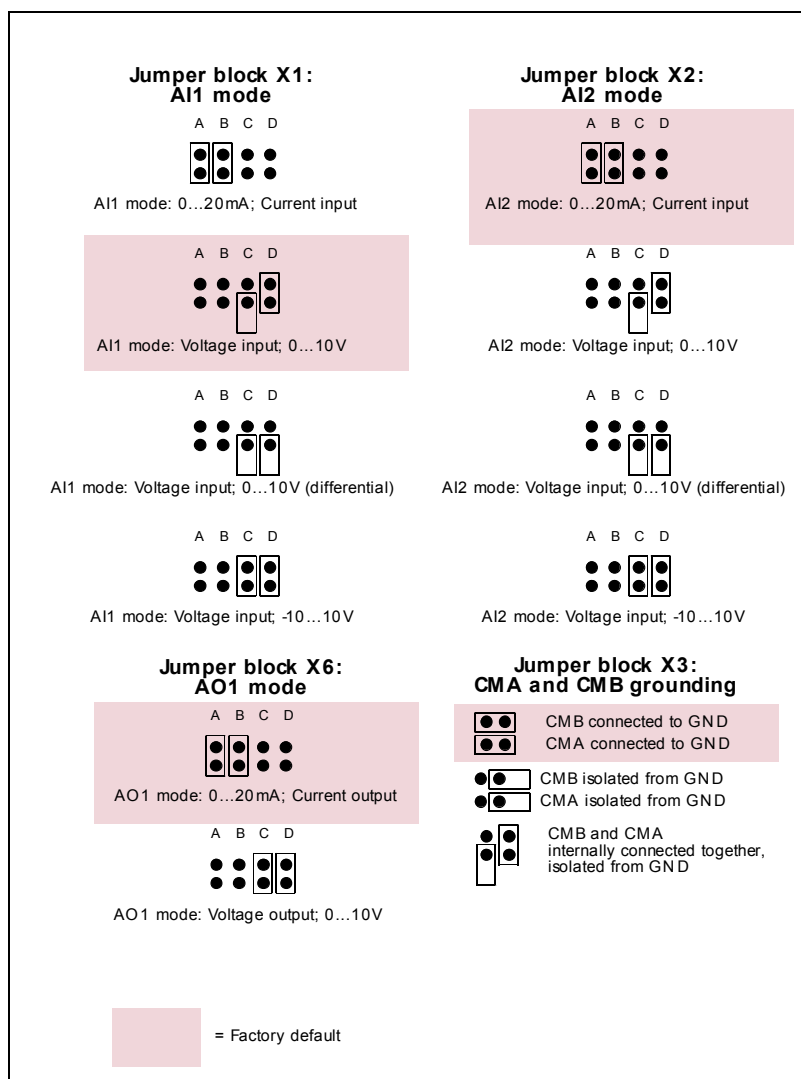 Jumper block X1:
AI1 mode
A B C D
AI1 mode: 0...20mA; Current input
A B C D
AI1 mode: Voltage input; 0...10V
A B C D
AI1 mode: Voltage input; 0...10V (differential)
A B C D
AI1 mode: Voltage input; -10...10V
Jumper block X2:
AI2 mode
A B C D
AI2 mode: 0...20mA; Current input
A B C D
AI2 mode: Voltage input; 0...10V
A B C D
AI2 mode: Voltage input; 0...10V (differential)
A B C D
AI2 mode: Voltage input; -10...10V
Jumper block X6:
AO1 mode
A B C D
AO1 mode: 0...20mA; Current output
A B C D
AO1 mode: Voltage output; 0...10V
Jumper block X3:
CMA and CMB grounding
CMB connected to GND
CMA connected to GND
CMB isolated from GND
CMA isolated from GND
CMB and CMA
internally connected together,
isolated from GND
= Factory default